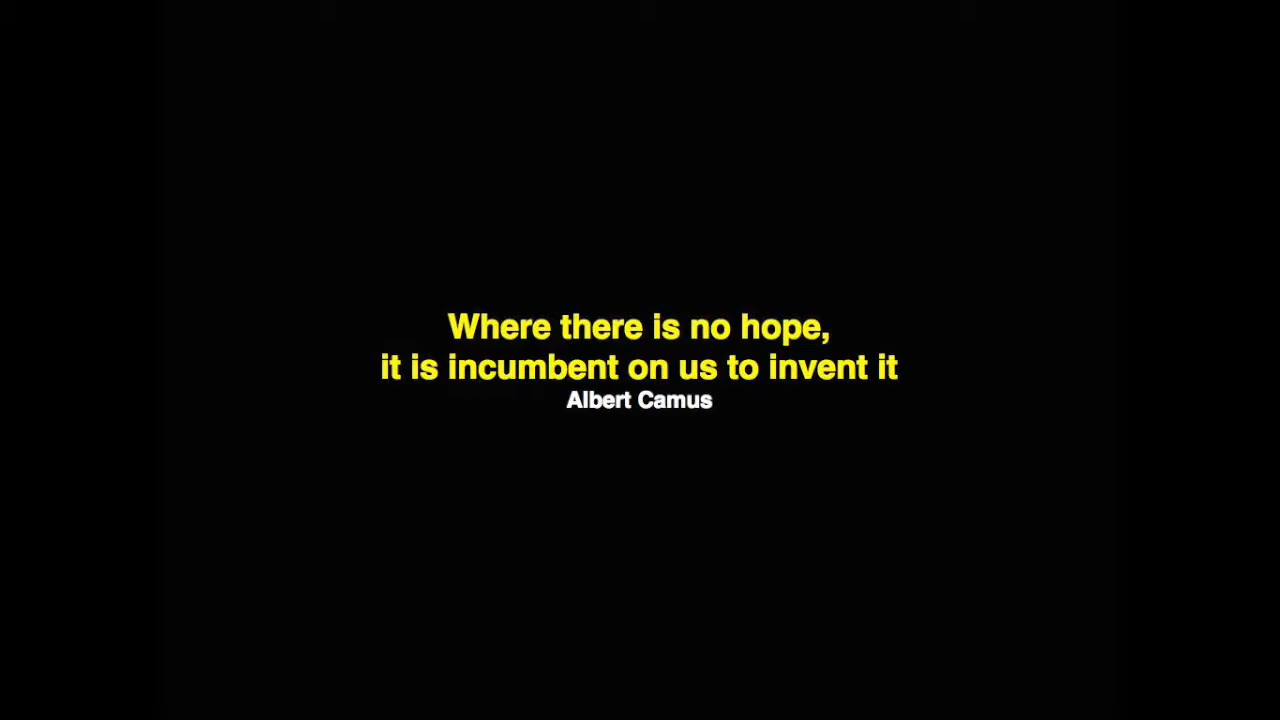 Where there is no hope,
it is incumbent on us to invent it
Albert Camus